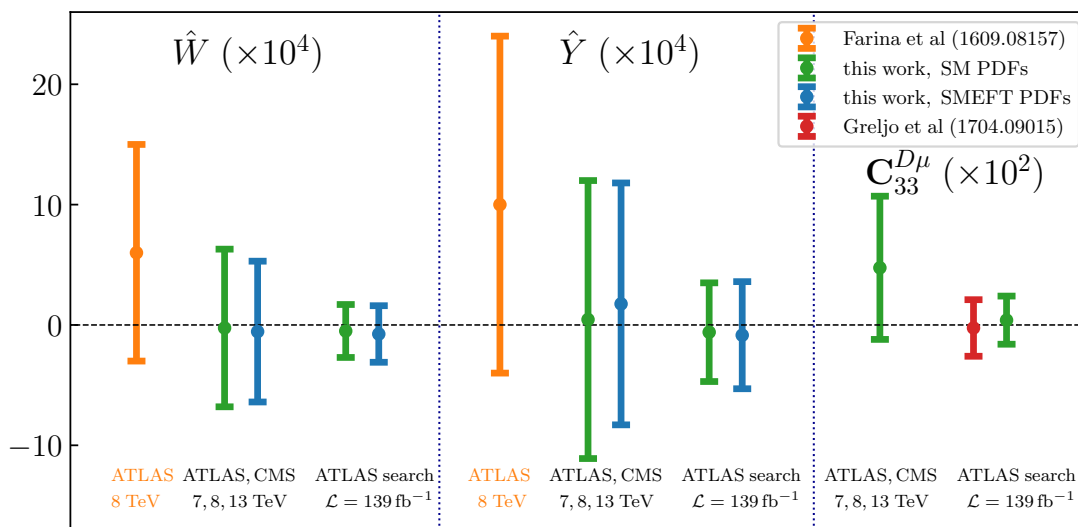 Ŵ (×10⁴)
Ŷ (×10⁴)
Farina et al (1609.08157)
this work, SM PDFs
this work, SMEFT PDFs
Greljo et al (1704.09015)
C₃₃^{Dμ} (×10²)
20
10
0
−10
ATLAS
8 TeV
ATLAS, CMS
7, 8, 13 TeV
ATLAS search
ℒ = 139 fb⁻¹
ATLAS
8 TeV
ATLAS, CMS
7, 8, 13 TeV
ATLAS search
ℒ = 139 fb⁻¹
ATLAS, CMS
7, 8, 13 TeV
ATLAS search
ℒ = 139 fb⁻¹